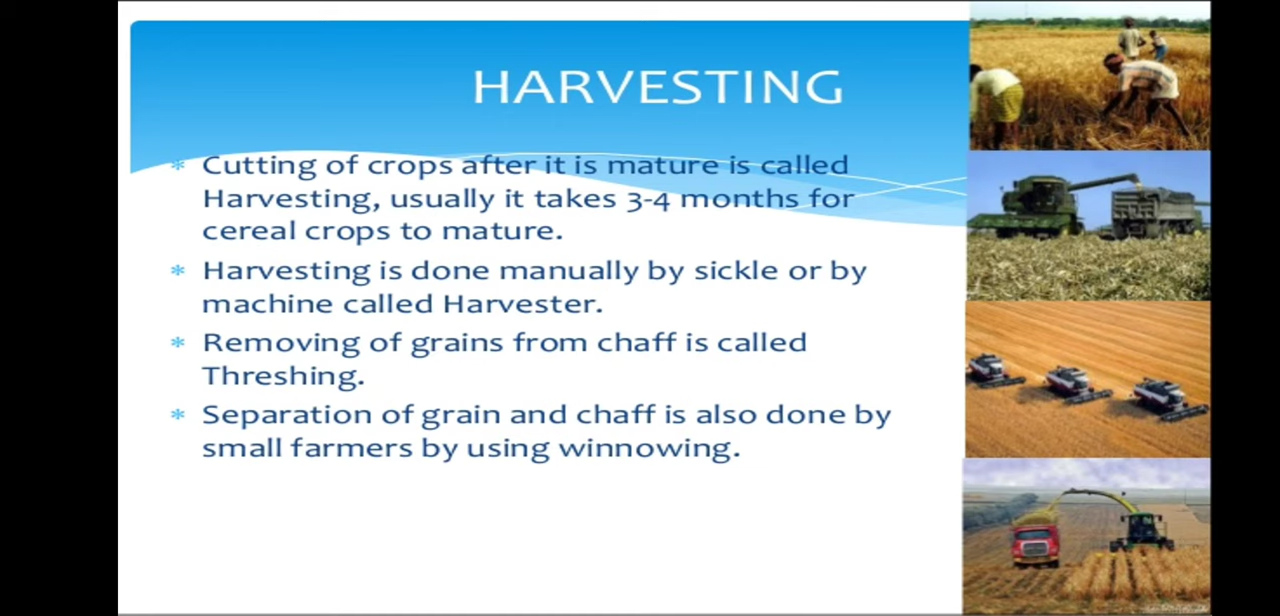 HARVESTING
* Cutting of crops after it is mature is called
Harvesting, usually it takes 3-4 months for
cereal crops to mature.
* Harvesting is done manually by sickle or by
machine called Harvester.
* Removing of grains from chaff is called
Threshing.
* Separation of grain and chaff is also done by
small farmers by using winnowing.